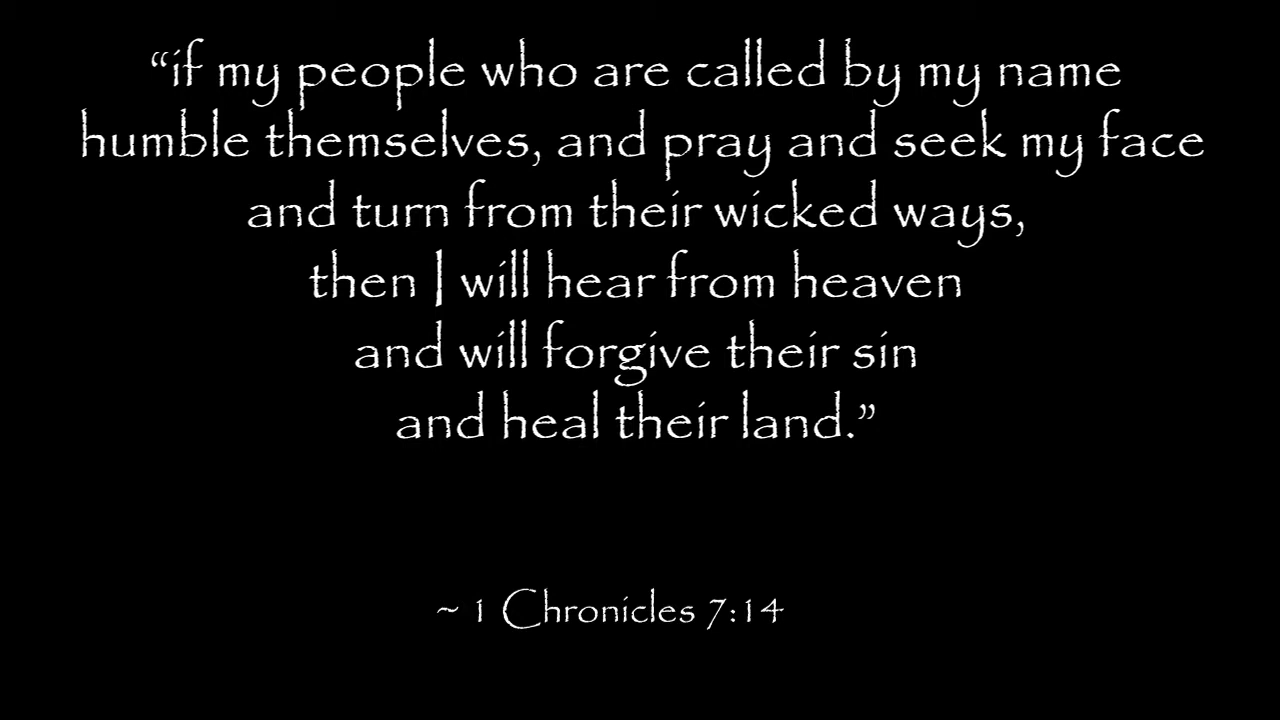 “if my people who are called by my name
humble themselves, and pray and seek my face
and turn from their wicked ways,
then I will hear from heaven
and will forgive their sin
and heal their land.”
~ 1 Chronicles 7:14